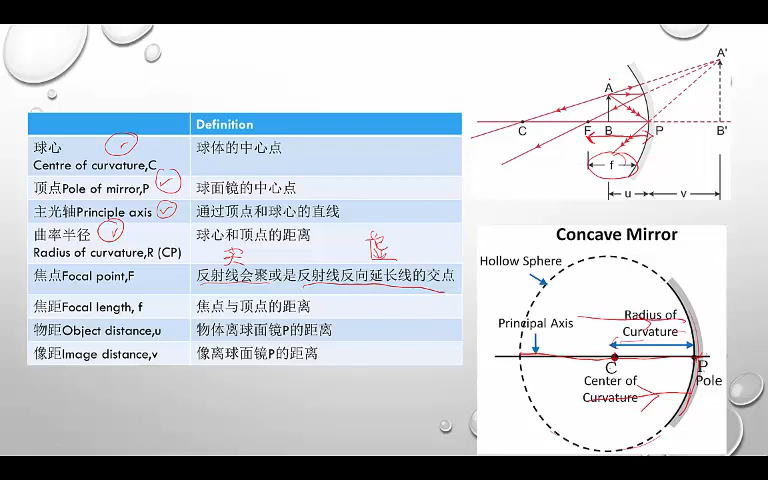 Definition
球心
Centre of curvature,C
球体的中心点
顶点Pole of mirror,P
球面镜的中心点
主光轴Principle axis
通过顶点和球心的直线
曲率半径
Radius of curvature,R (CP)
球心和顶点的距离
实
虚
焦点Focal point,F
反射线会聚或是反射线反向延长线的交点
焦距Focal length, f
焦点与顶点的距离
物距Object distance,u
物体离球面镜P的距离
像距Image distance,v
像离球面镜P的距离
A'
A
C
F
B
P
B'
f
u
v
Concave Mirror
Hollow Sphere
Principal Axis
Radius of
Curvature
C
P
Center of
Curvature
Pole